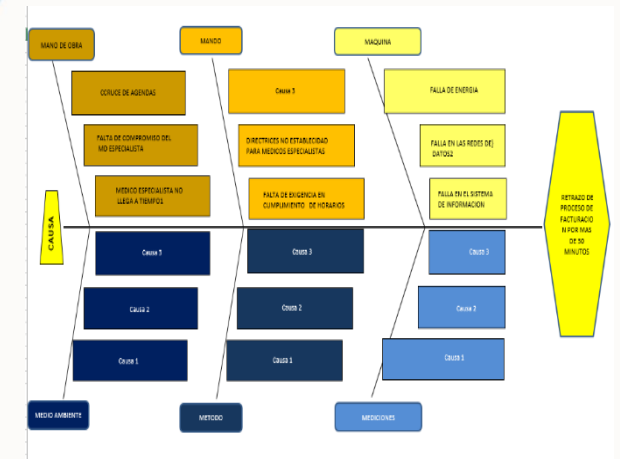 MANO DE OBRA
MANDO
MAQUINA
CCRUCE DE AGENDAS
Causa 3
FALLA DE ENERGIA
FALTA DE COMPROMISO DEL
MD ESPECIALISTA
DIRECTRICES NO ESTABLECIDAD
PARA MEDICOS ESPECIALISTAS
FALLA EN LAS REDES DE}
DATOS2
MEDICO ESPECIALISTA NO
LLEGA A TIEMPO1
FALTA DE EXIGENCIA EN
CUMPLIMIENTO DE HORARIOS
FALLA EN EL SISTEMA
DE INFORMACION
CAUSA
RETRAZO DE
PROCESO DE
FACTURACIO
N POR MAS
DE 50
MINUTOS
Causa 3
Causa 3
Causa 3
Causa 2
Causa 2
Causa 2
Causa 1
Causa 1
Causa 1
MEDIO AMBIENTE
METODO
MEDICIONES